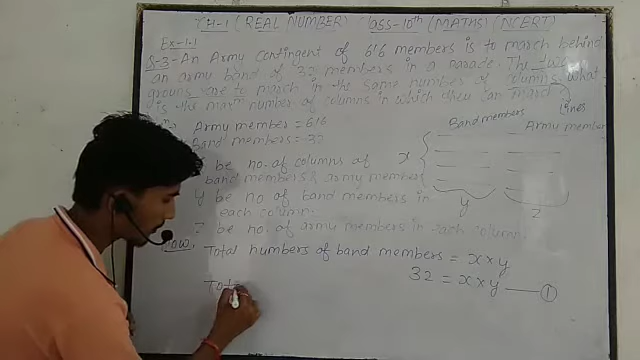 CH-1 (REAL NUMBER) Class-10th (MATHS) (NCERT)
Ex-1.1
Q-3- An Army contingent of 616 members is to march behind
an army band of 32 members in a parade. The two
groups are to march in the same number of columns. What
is the maxm number of columns in which they can march
Lines
Army member = 616
Band members = 32
Band members
Army member
be no. of columns of
band members & army members
x
y be no of band members in
each column.
y
z
z be no. of army members in each column.
Now,
Total numbers of band members = x × y
32 = x × y ①
Tot